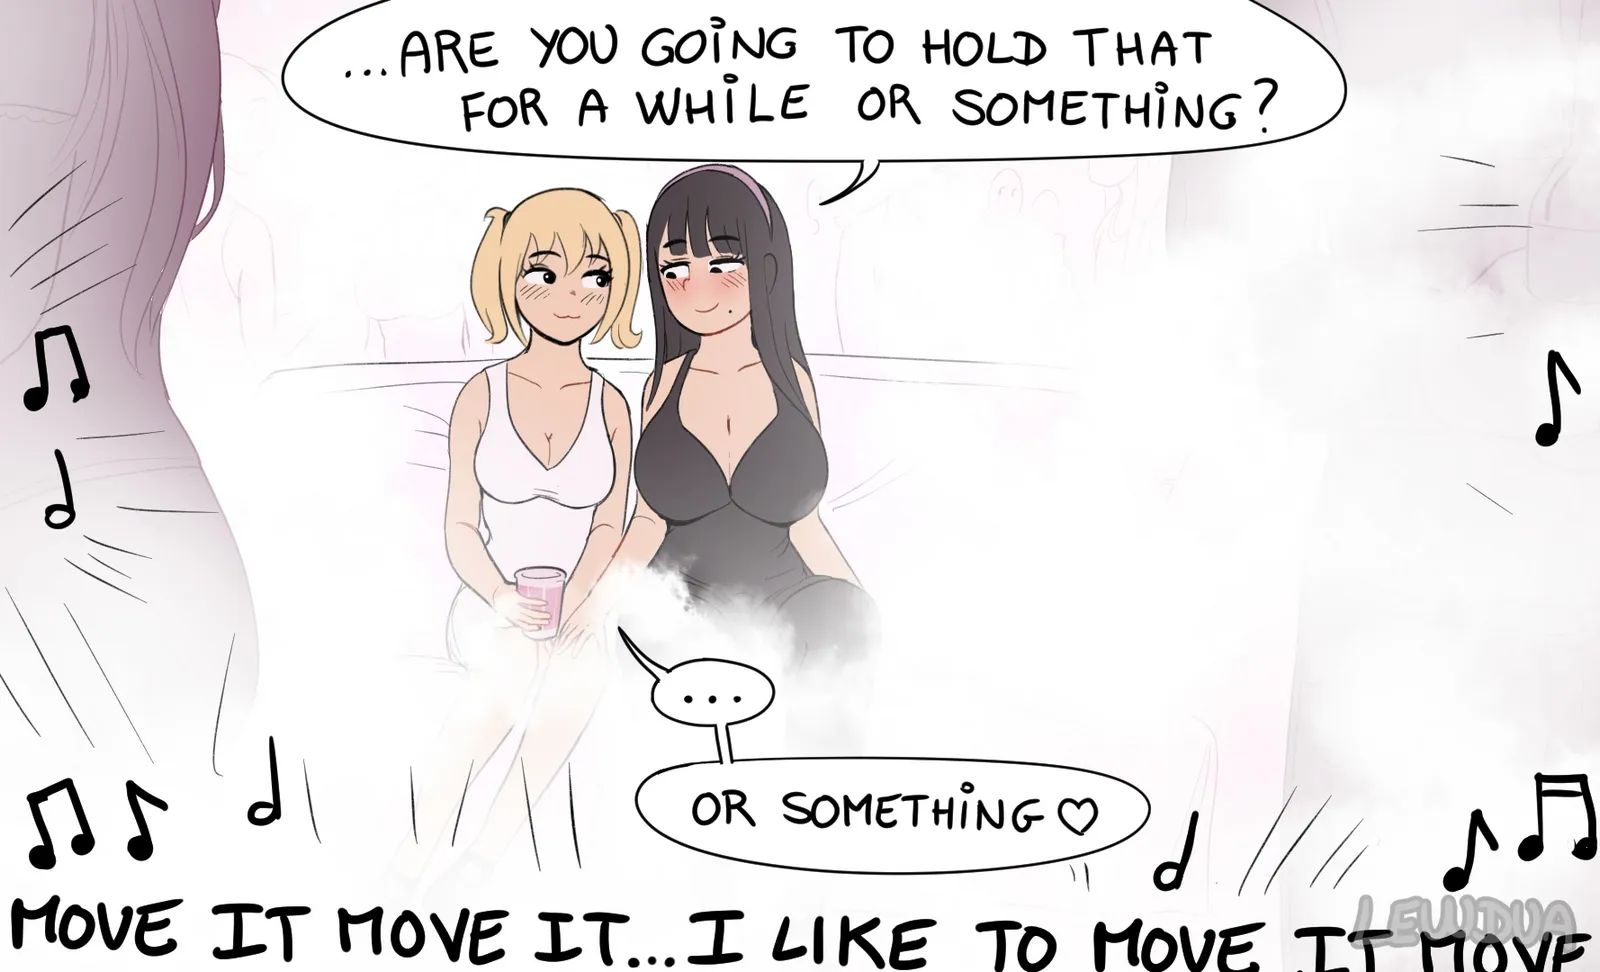 ...ARE YOU GOING TO HOLD THAT
FOR A WHILE OR SOMETHING?
...
OR SOMETHING♡
MOVE IT MOVE IT...I LIKE TO MOVE IT MOVE
LEWDUA